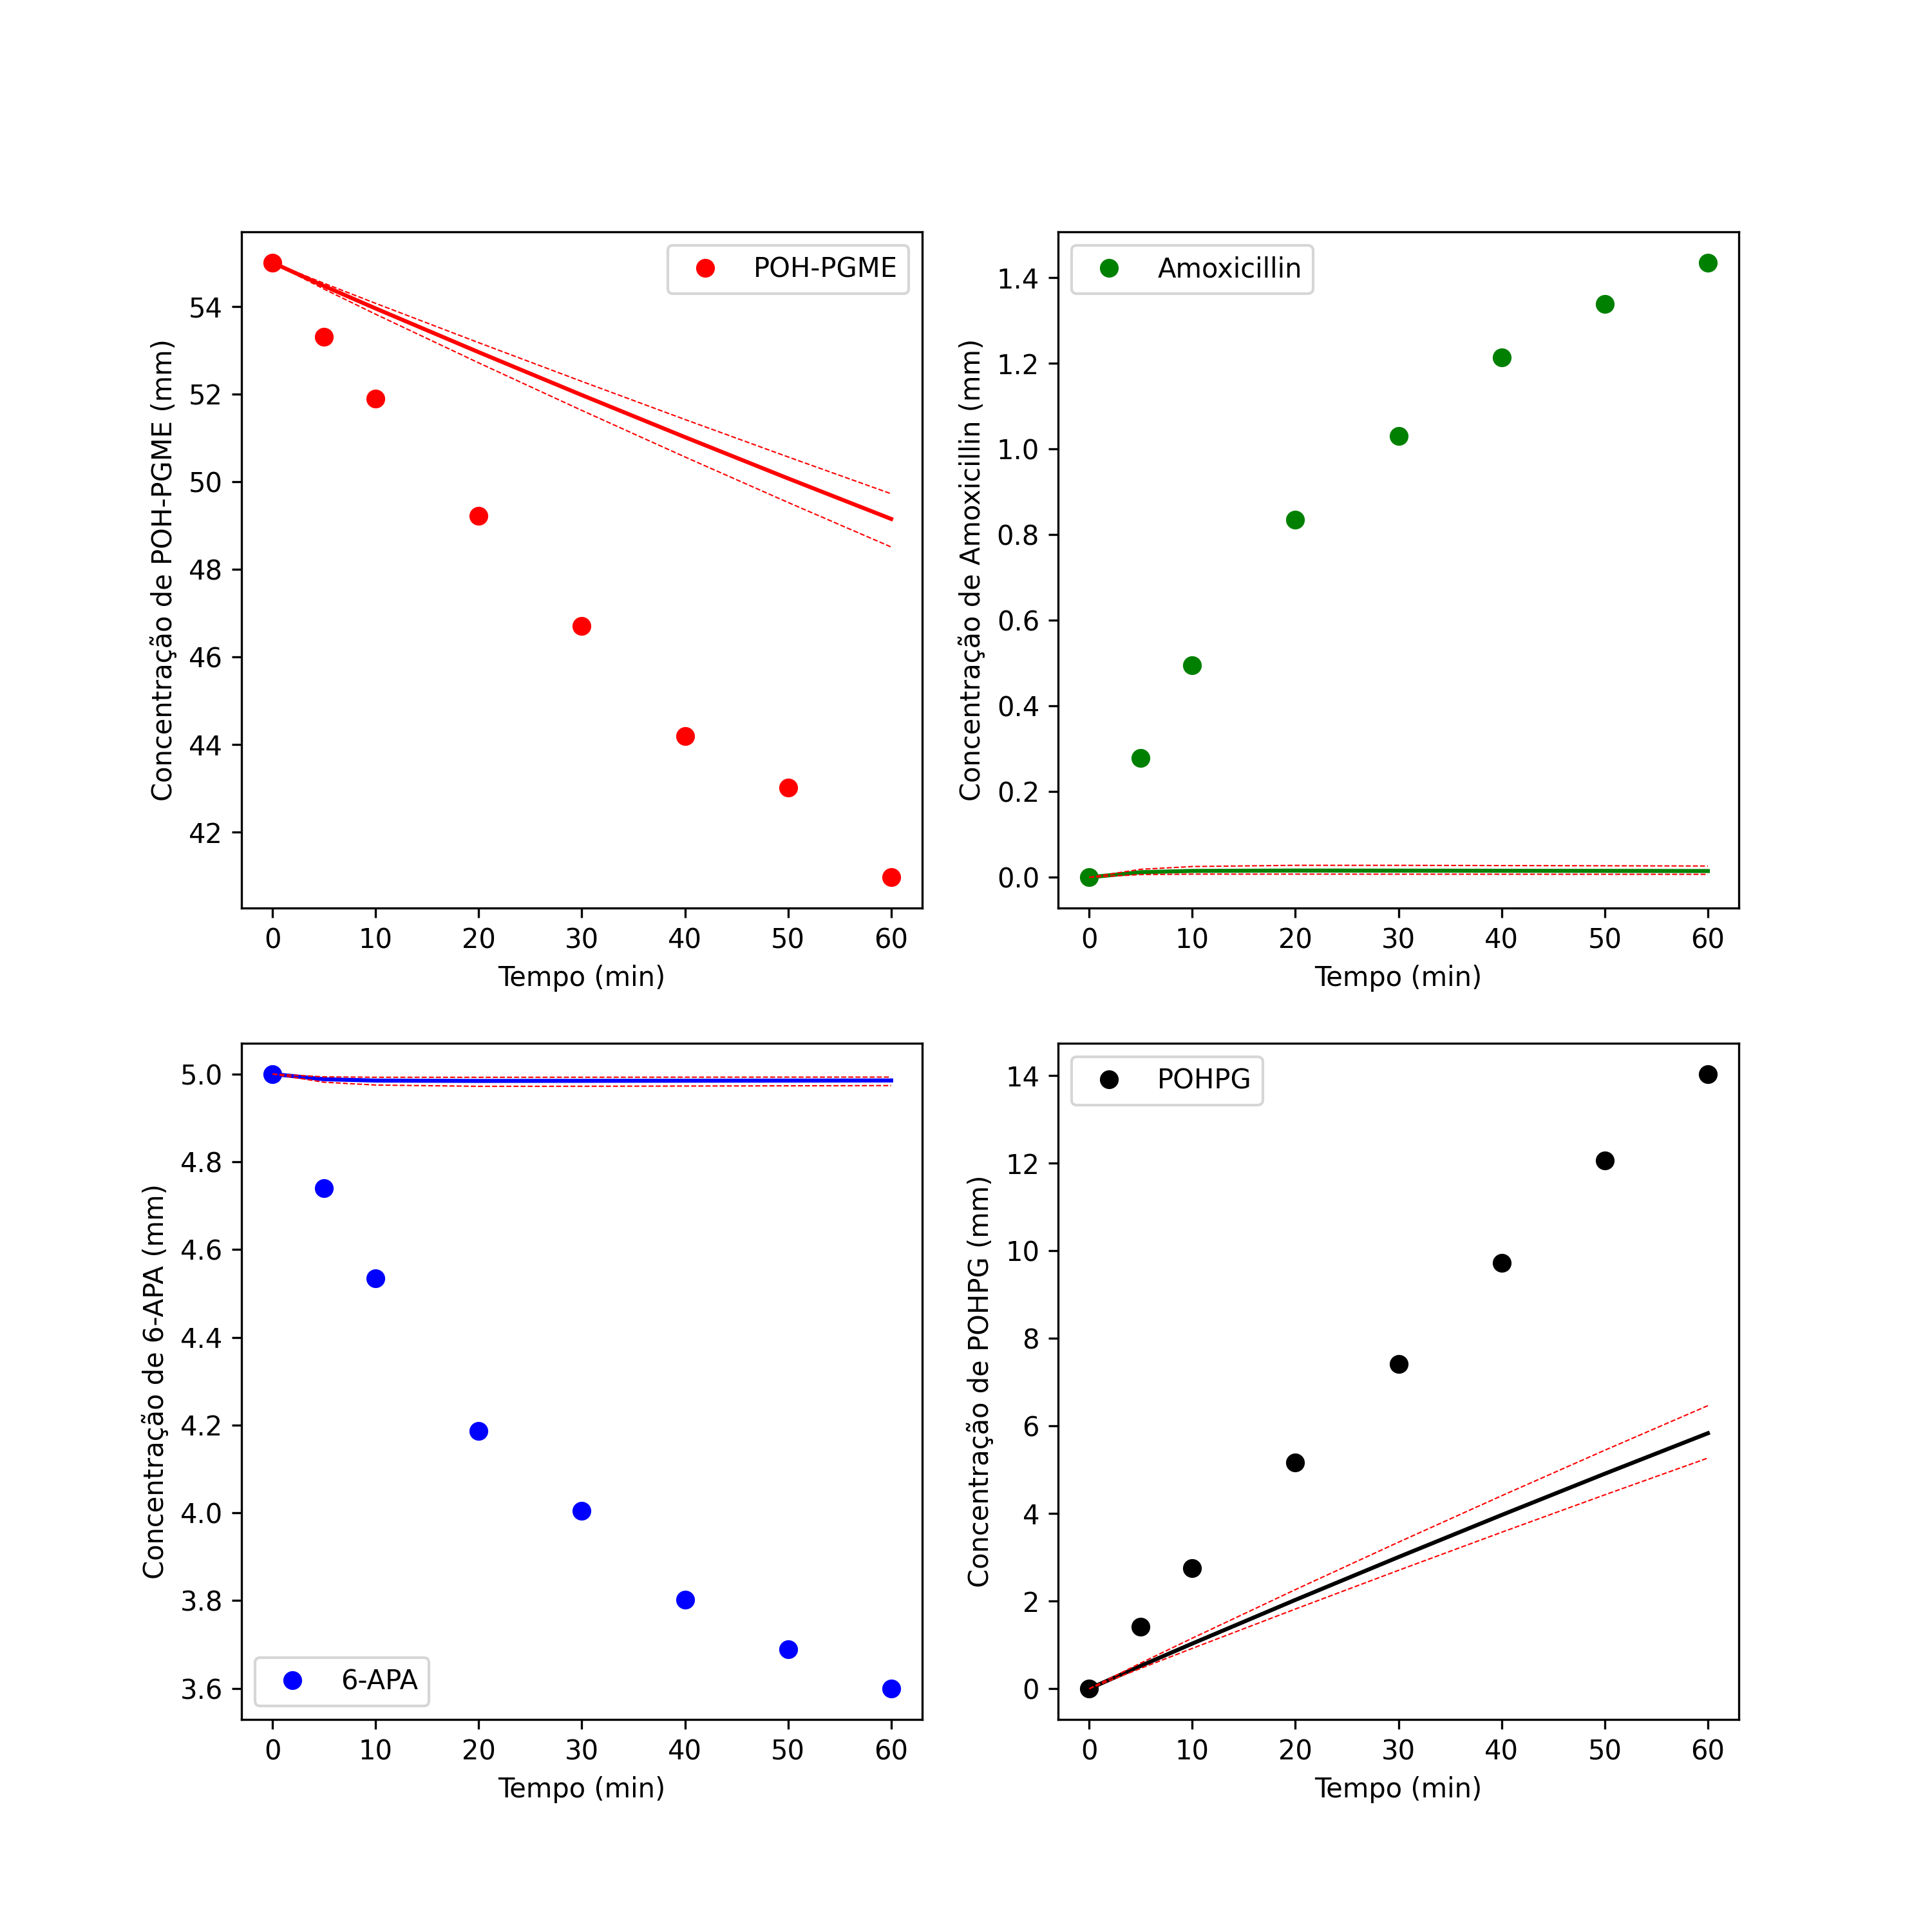 POH-PGME
54
52
50
48
46
44
42
Concentração de POH-PGME (mm)
0 10 20 30 40 50 60
Tempo (min)
Amoxicillin
1.4
1.2
1.0
0.8
0.6
0.4
0.2
0.0
Concentração de Amoxicillin (mm)
0 10 20 30 40 50 60
Tempo (min)
5.0
4.8
4.6
4.4
4.2
4.0
3.8
3.6
Concentração de 6-APA (mm)
6-APA
0 10 20 30 40 50 60
Tempo (min)
POHPG
14
12
10
8
6
4
2
0
Concentração de POHPG (mm)
0 10 20 30 40 50 60
Tempo (min)